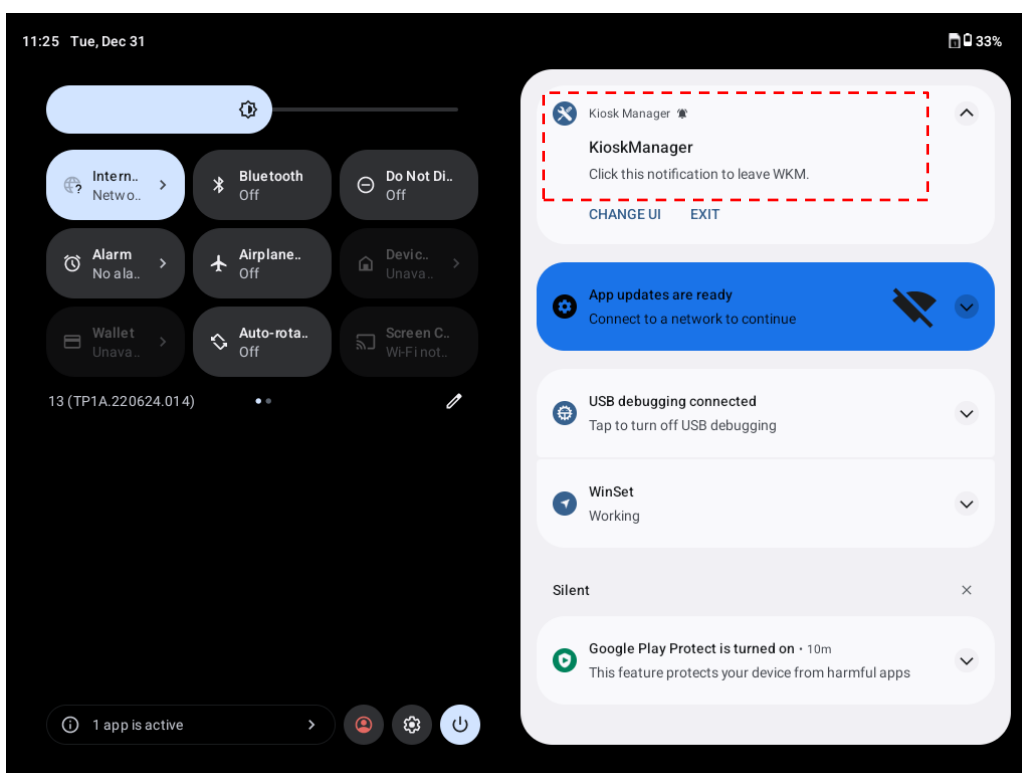 11:25 Tue, Dec 31
33%
Intern..
Netwo..
Bluetooth
Off
Do Not Di..
Off
Alarm
No ala..
Airplane..
Off
Devic..
Unava..
Wallet
Unava..
Auto-rota..
Off
Screen C..
Wi-Fi not..
13 (TP1A.220624.014)
1 app is active
Kiosk Manager
KioskManager
Click this notification to leave WKM.
CHANGE UI EXIT
App updates are ready
Connect to a network to continue
USB debugging connected
Tap to turn off USB debugging
WinSet
Working
Silent
Google Play Protect is turned on • 10m
This feature protects your device from harmful apps